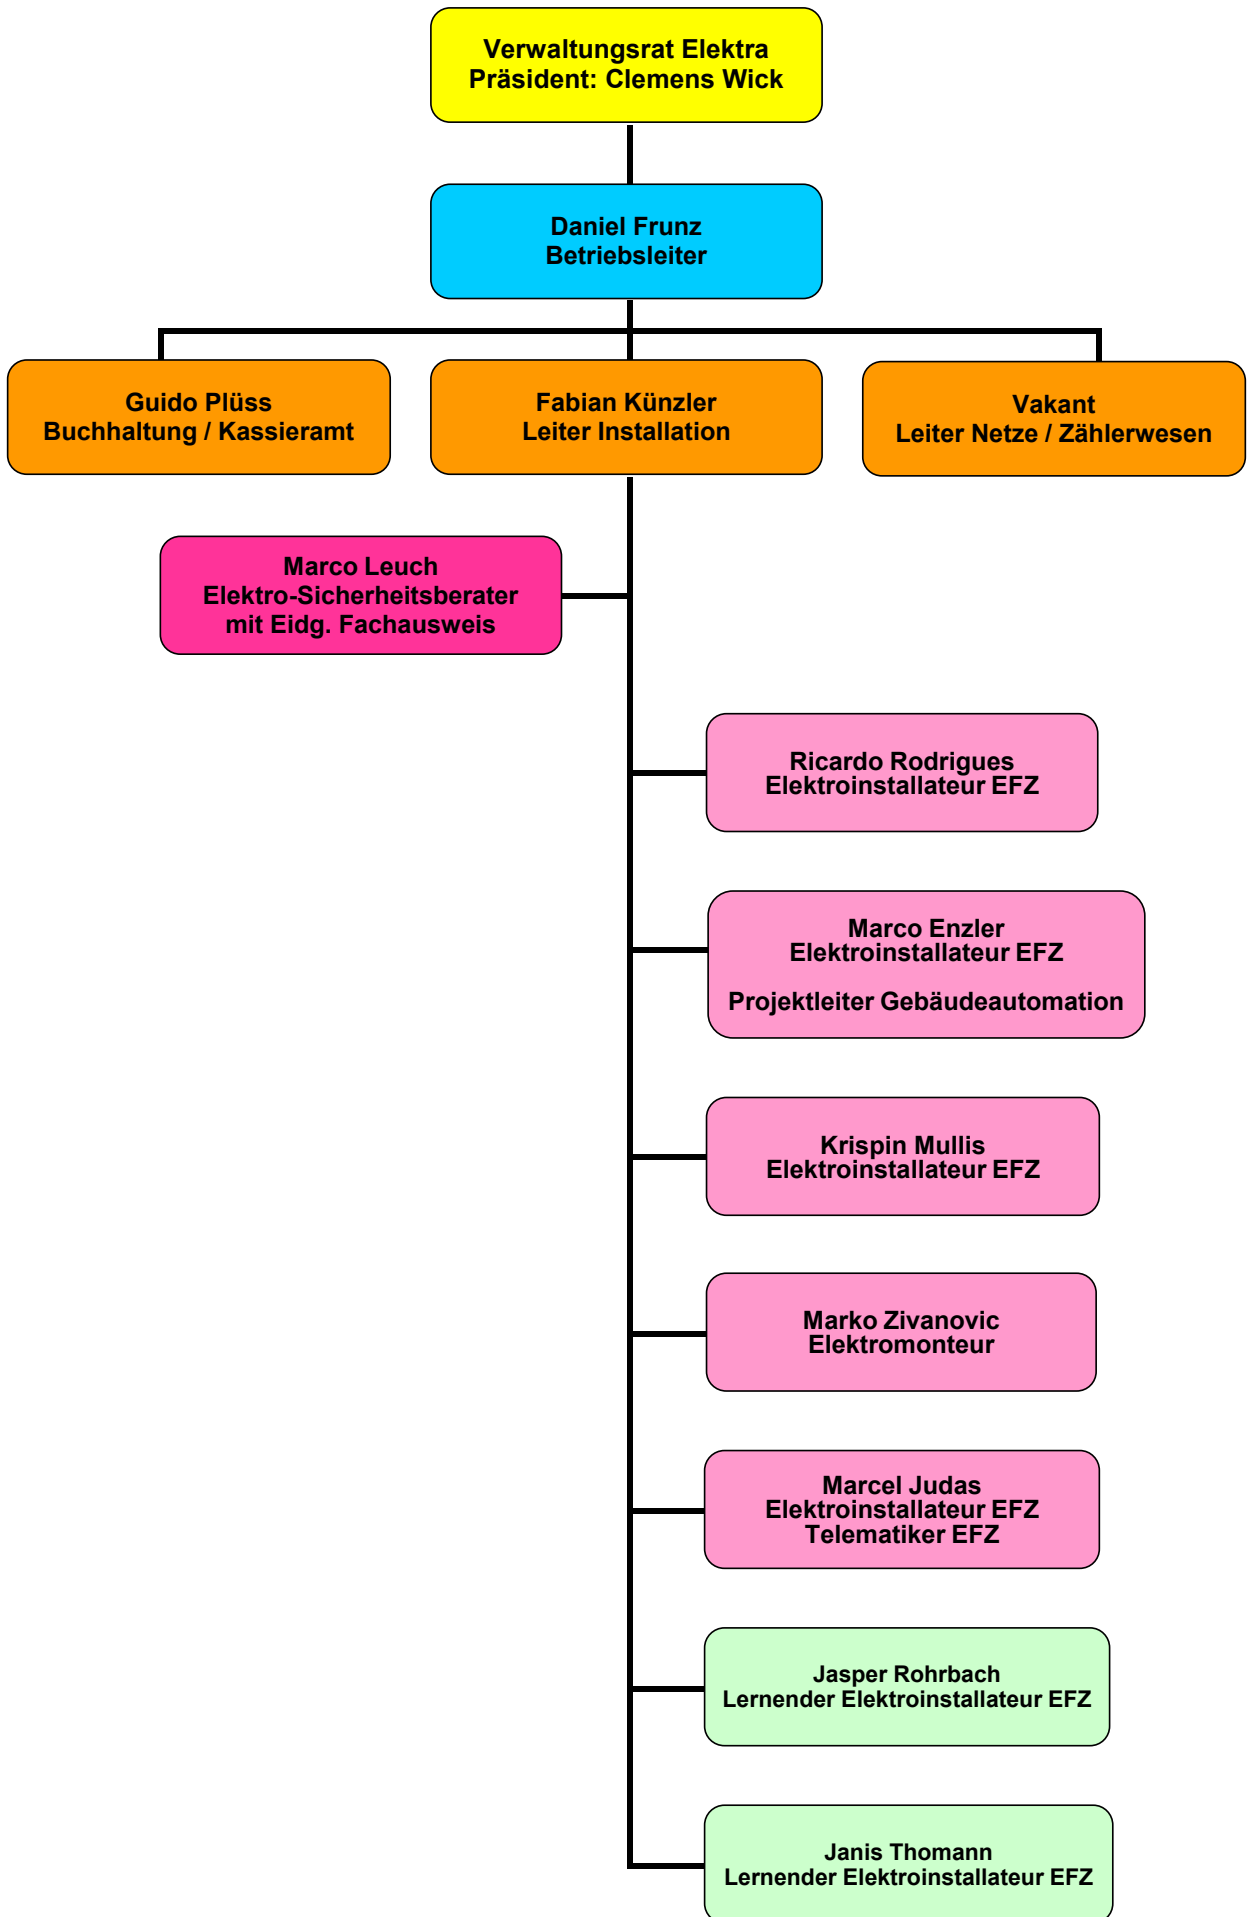 Verwaltungsrat Elektra
Präsident: Clemens Wick
Daniel Frunz
Betriebsleiter
Guido Plüss
Buchhaltung / Kassieramt
Fabian Künzler
Leiter Installation
Vakant
Leiter Netze / Zählerwesen
Marco Leuch
Elektro-Sicherheitsberater
mit Eidg. Fachausweis
Ricardo Rodrigues
Elektroinstallateur EFZ
Marco Enzler
Elektroinstallateur EFZ
Projektleiter Gebäudeautomation
Krispin Mullis
Elektroinstallateur EFZ
Marko Zivanovic
Elektromonteur
Marcel Judas
Elektroinstallateur EFZ
Telematiker EFZ
Jasper Rohrbach
Lernender Elektroinstallateur EFZ
Janis Thomann
Lernender Elektroinstallateur EFZ